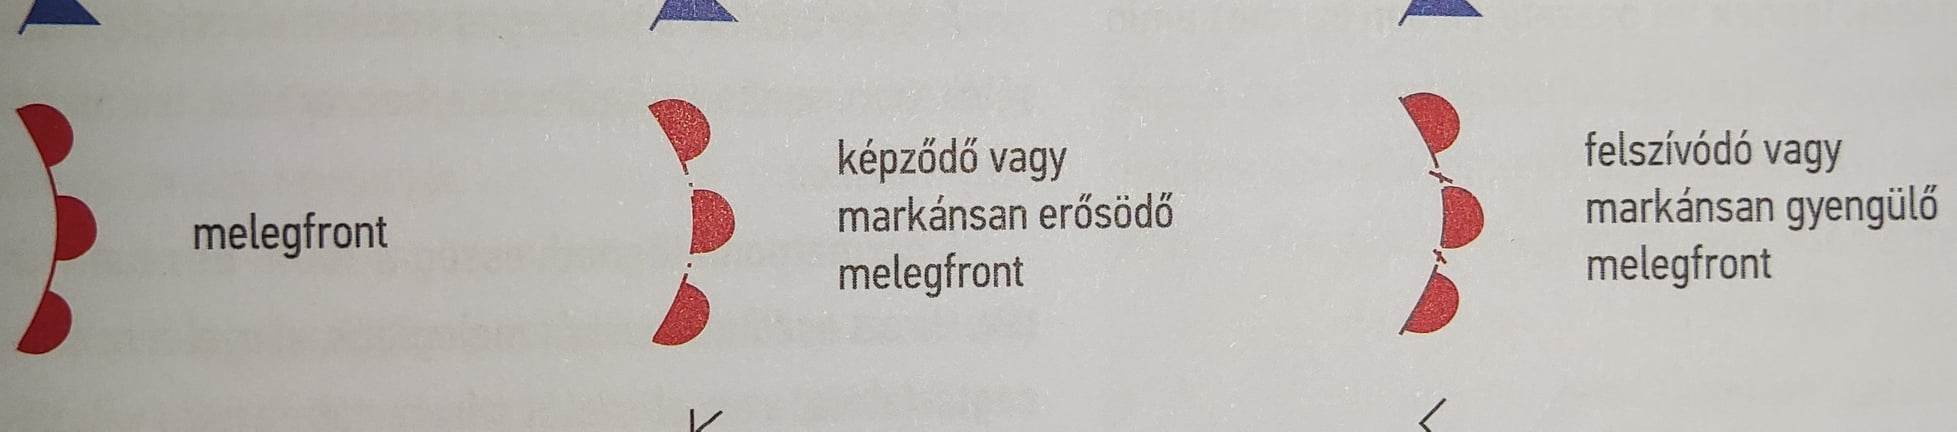 melegfront
képződő vagy
markánsan erősödő
melegfront
felszívódó vagy
markánsan gyengülő
melegfront